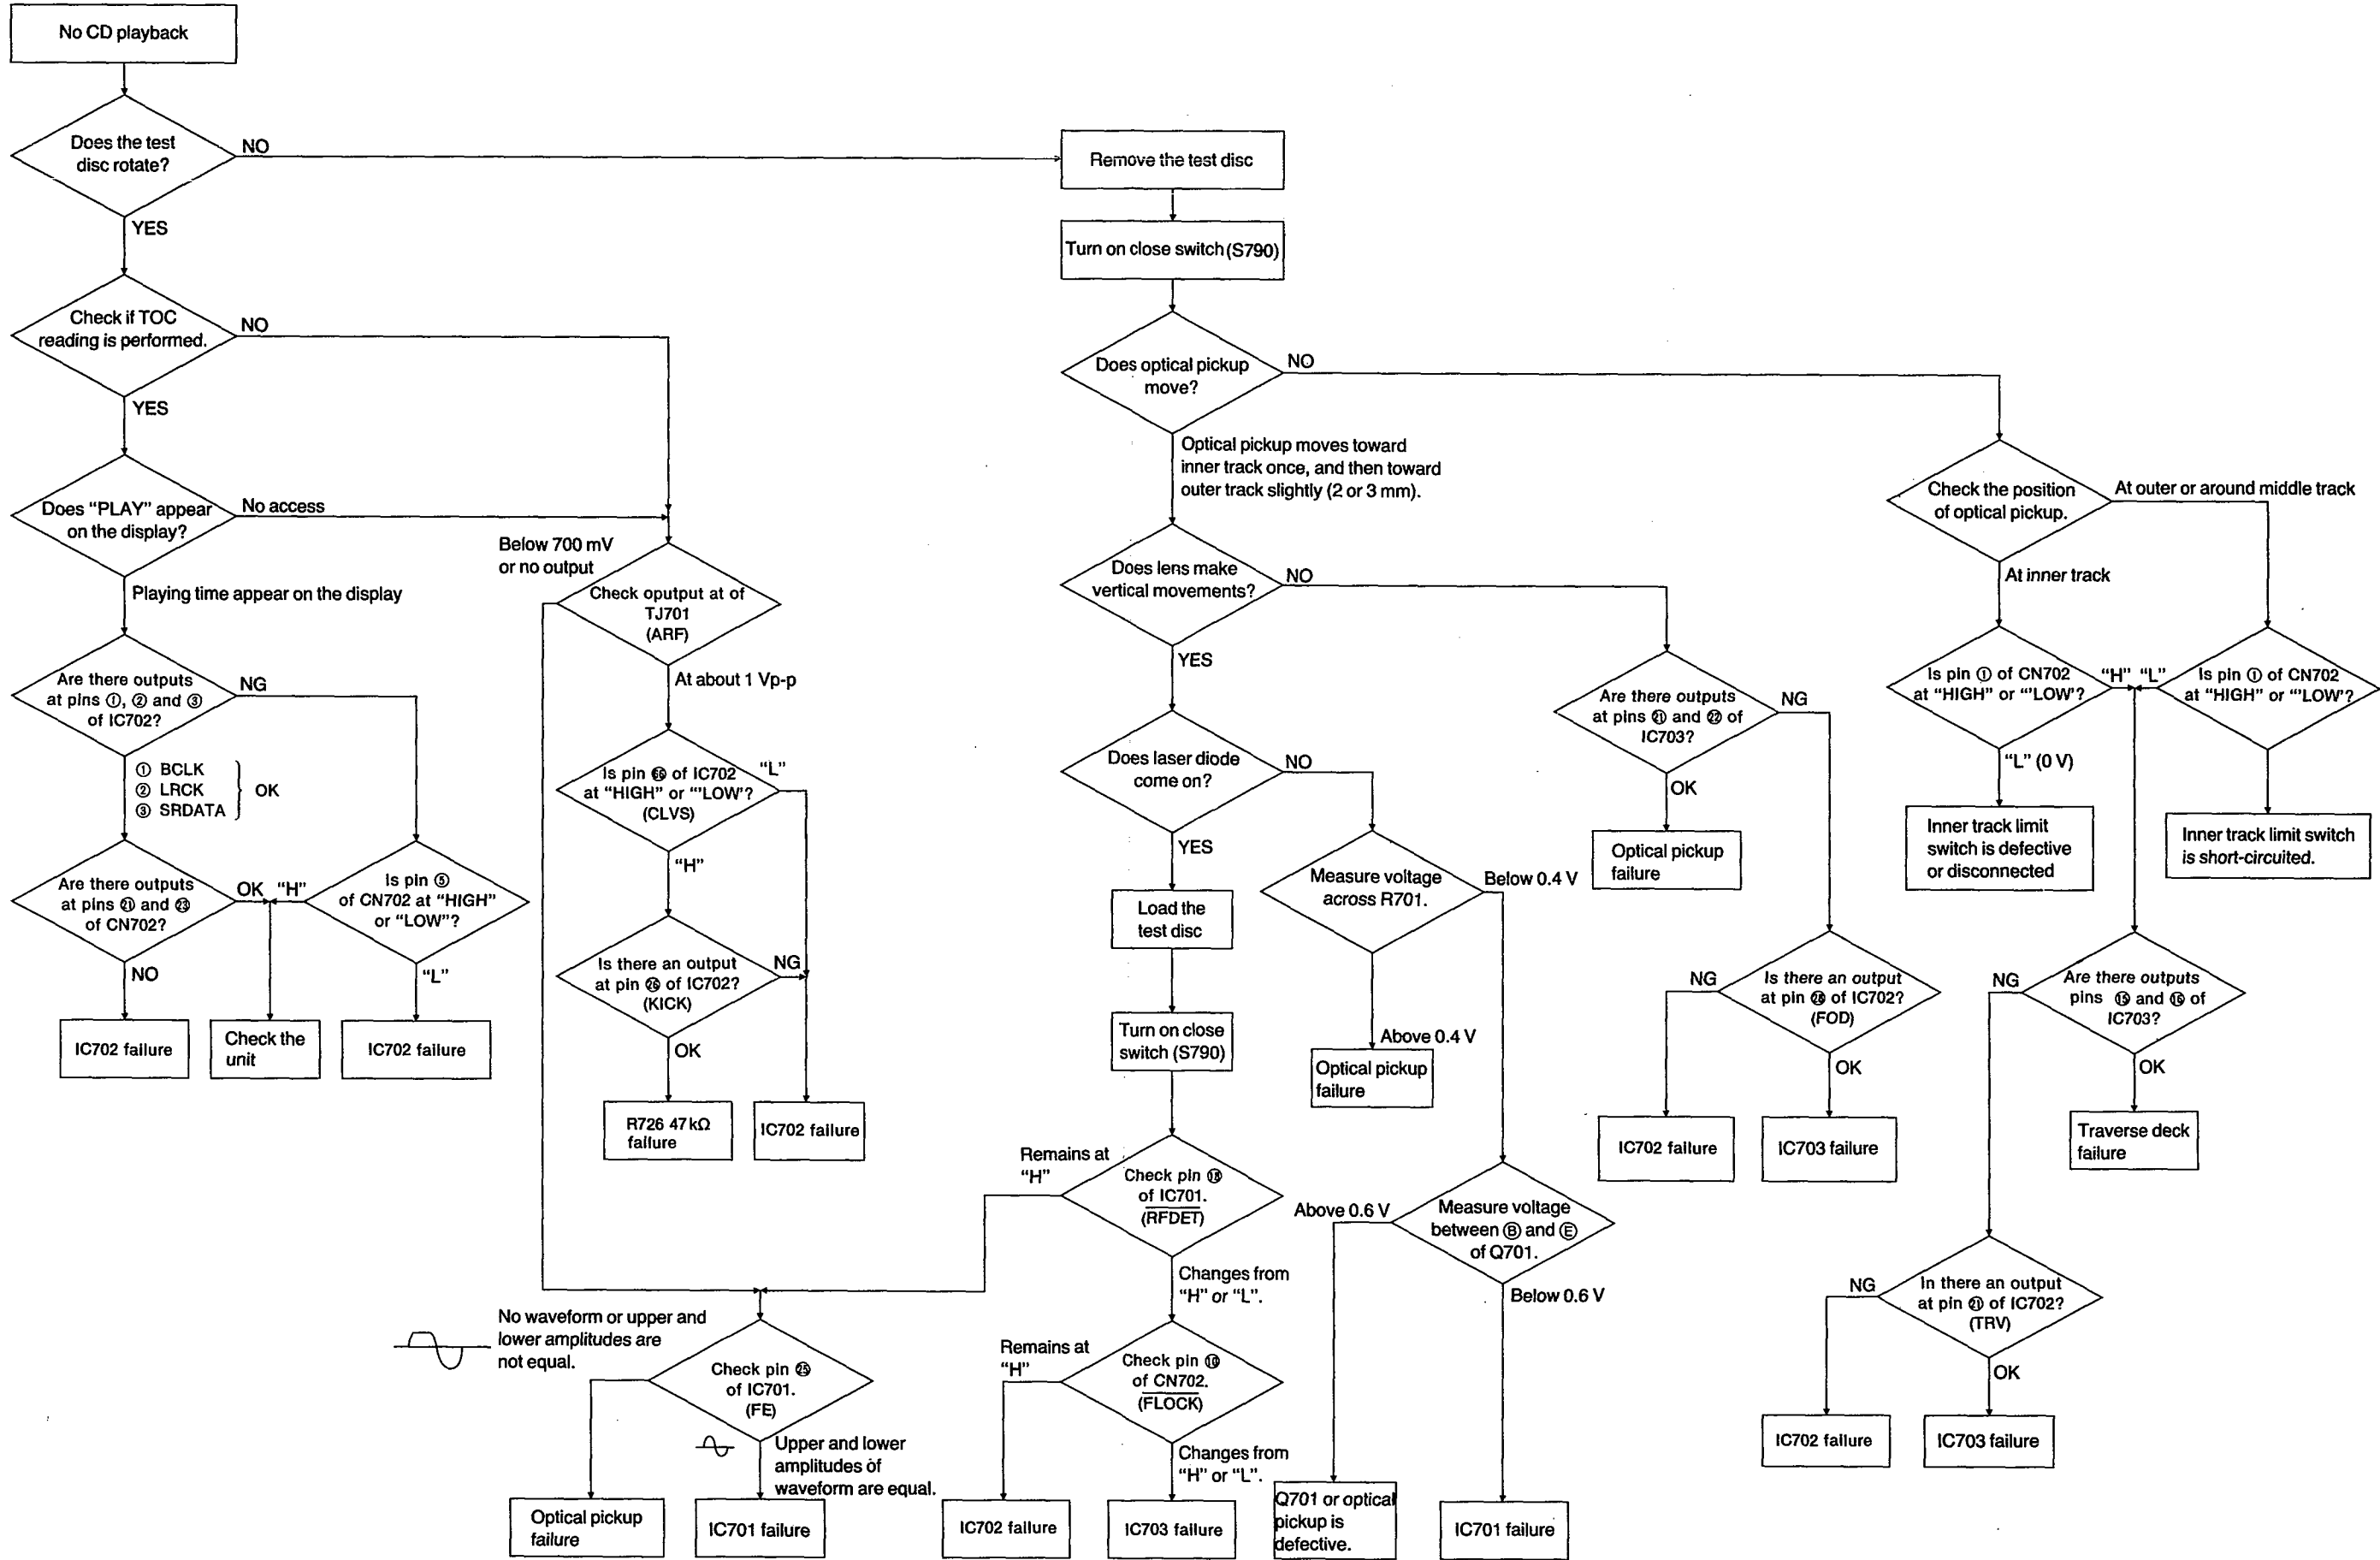 No CD playback
Does the test
disc rotate?
NO
YES
Check if TOC
reading is performed.
NO
YES
Does "PLAY" appear
on the display?
No access
Playing time appear on the display
Are there outputs
at pins ①, ② and ③
of IC702?
NG
① BCLK
② LRCK
③ SRDATA
OK
Are there outputs
at pins ㉑ and ㉓
of CN702?
OK
"H"
Is pin ⑤
of CN702 at "HIGH"
or "LOW"?
NO
"L"
IC702 failure
Check the
unit
IC702 failure
Below 700 mV
or no output
Check oputput at of
TJ701
(ARF)
At about 1 Vp-p
Is pin 66 of IC702
at "HIGH" or "'LOW'?
(CLVS)
"L"
"H"
Is there an output
at pin ㉖ of IC702?
(KICK)
NG
OK
R726 47kΩ
failure
IC702 failure
Remove the test disc
Turn on close switch (S790)
Does optical pickup
move?
NO
Optical pickup moves toward
inner track once, and then toward
outer track slightly (2 or 3 mm).
Does lens make
vertical movements?
NO
YES
Does laser diode
come on?
NO
YES
Load the
test disc
Turn on close
switch (S790)
Remains at
"H"
Check pin ⑱
of IC701.
(RFDET)
Changes from
"H" or "L".
Remains at
"H"
Check pin ⑩
of CN702.
(FLOCK)
Changes from
"H" or "L".
IC702 failure
IC703 failure
No waveform or upper and
lower amplitudes are
not equal.
Check pin ㉕
of IC701.
(FE)
Upper and lower
amplitudes of
waveform are equal.
Optical pickup
failure
IC701 failure
Measure voltage
across R701.
Below 0.4 V
Above 0.4 V
Optical pickup
failure
Above 0.6 V
Measure voltage
between Ⓑ and Ⓔ
of Q701.
Below 0.6 V
Q701 or optical
pickup is
defective.
IC701 failure
Are there outputs
at pins ㉑ and ㉒ of
IC703?
NG
OK
Optical pickup
failure
NG
Is there an output
at pin ㉘ of IC702?
(FOD)
OK
IC702 failure
IC703 failure
Check the position
of optical pickup.
At outer or around middle track
At inner track
Is pin ① of CN702
at "HIGH" or "'LOW'?
"H"
"L"
Is pin ① of CN702
at "HIGH" or "'LOW'?
"L" (0 V)
Inner track limit
switch is defective
or disconnected
Inner track limit switch
is short-circuited.
NG
Are there outputs
pins ⑮ and ⑯ of
IC703?
OK
Traverse deck
failure
NG
In there an output
at pin ㉑ of IC702?
(TRV)
OK
IC702 failure
IC703 failure